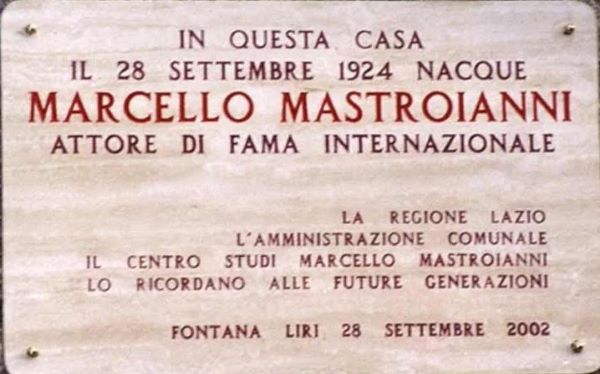 IN QUESTA CASA
IL 28 SETTEMBRE 1924 NACQUE
MARCELLO MASTROIANNI
ATTORE DI FAMA INTERNAZIONALE
LA REGIONE LAZIO
L'AMMINISTRAZIONE COMUNALE
IL CENTRO STUDI MARCELLO MASTROIANNI
LO RICORDANO ALLE FUTURE GENERAZIONI
FONTANA LIRI 28 SETTEMBRE 2002